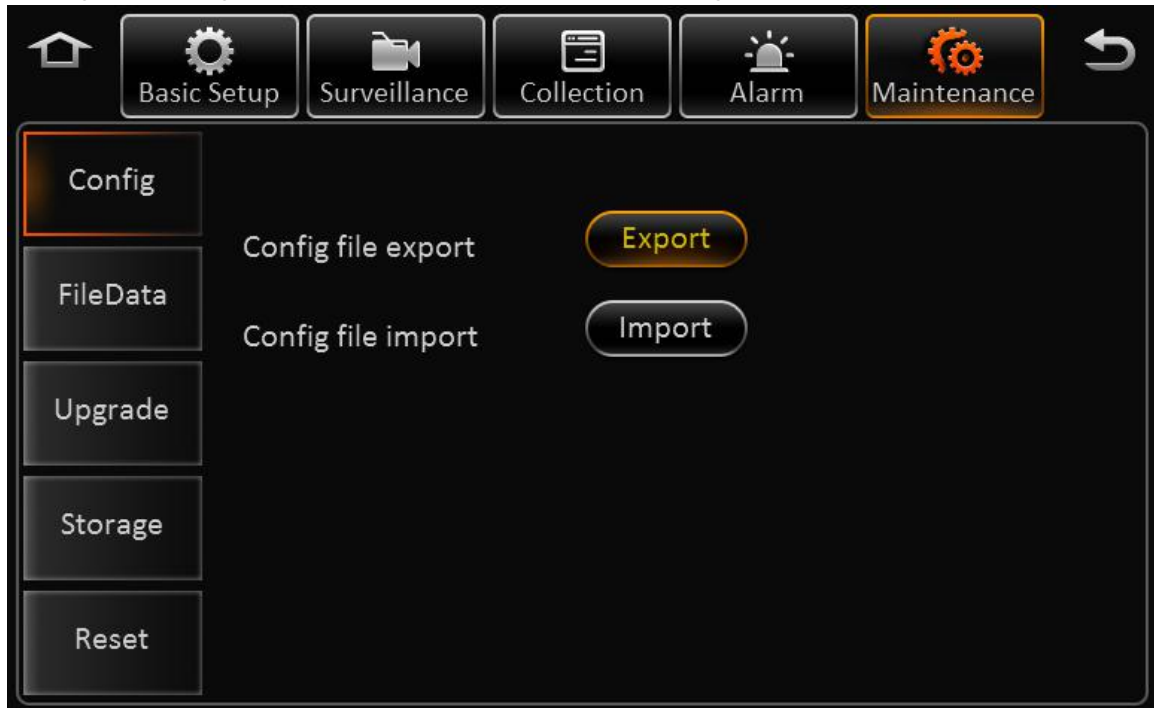 Basic Setup
Surveillance
Collection
Alarm
Maintenance
Config
Config file export
Export
FileData
Config file import
Import
Upgrade
Storage
Reset